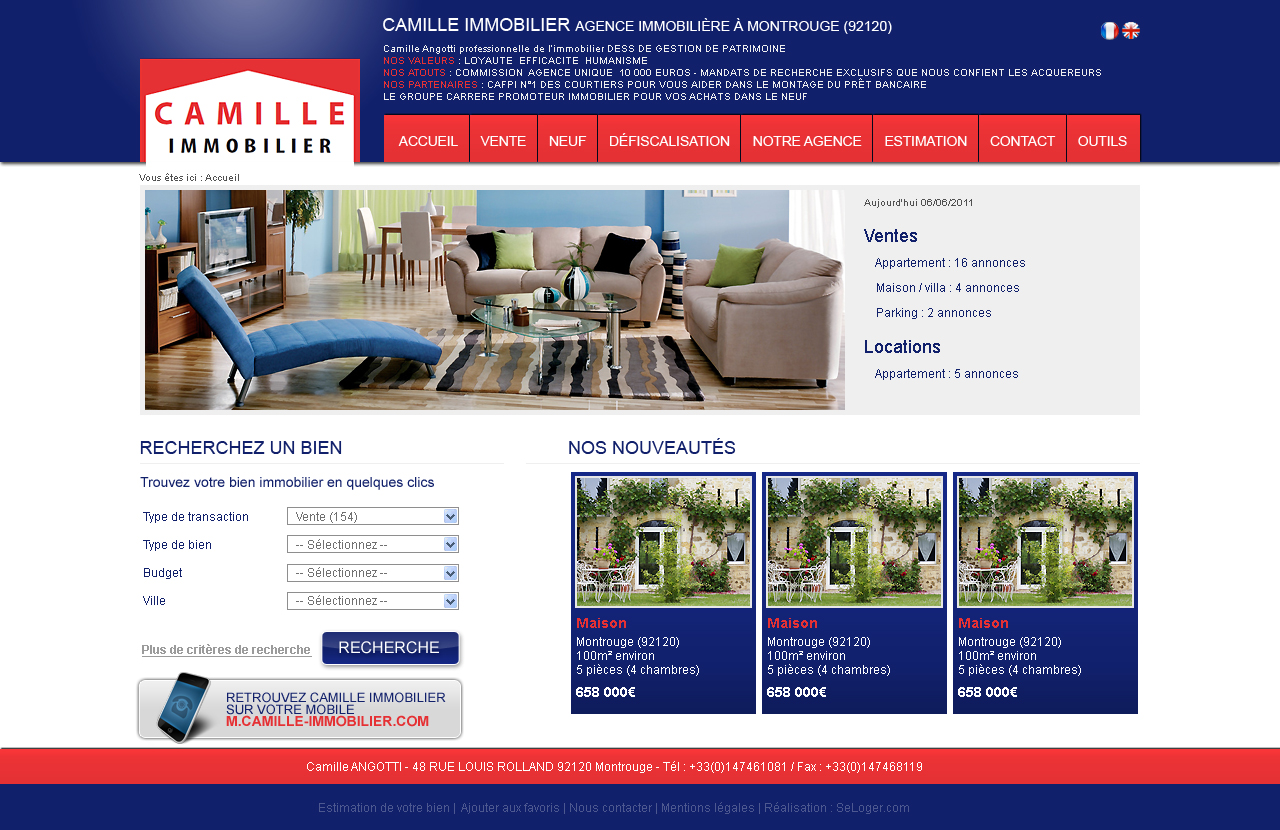 CAMILLE IMMOBILIER AGENCE IMMOBILIÈRE À MONTROUGE (92120)
Camille Angotti professionnelle de l'immobilier DESS DE GESTION DE PATRIMOINE
NOS VALEURS : LOYAUTE EFFICACITE HUMANISME
NOS ATOUTS : COMMISSION AGENCE UNIQUE 10 000 EUROS - MANDATS DE RECHERCHE EXCLUSIFS QUE NOUS CONFIENT LES ACQUEREURS
NOS PARTENAIRES : CAFPI N°1 DES COURTIERS POUR VOUS AIDER DANS LE MONTAGE DU PRÊT BANCAIRE
LE GROUPE CARRERE PROMOTEUR IMMOBILIER POUR VOS ACHATS DANS LE NEUF
CAMILLE
IMMOBILIER
ACCUEIL VENTE NEUF DÉFISCALISATION NOTRE AGENCE ESTIMATION CONTACT OUTILS
Vous êtes ici : Accueil
Aujourd'hui 06/06/2011
Ventes
Appartement : 16 annonces
Maison / villa : 4 annonces
Parking : 2 annonces
Locations
Appartement : 5 annonces
RECHERCHEZ UN BIEN
Trouvez votre bien immobilier en quelques clics
Type de transaction Vente (154)
Type de bien -- Sélectionnez --
Budget -- Sélectionnez --
Ville -- Sélectionnez --
Plus de critères de recherche RECHERCHE
RETROUVEZ CAMILLE IMMOBILIER
SUR VOTRE MOBILE
M.CAMILLE-IMMOBILIER.COM
NOS NOUVEAUTÉS
Maison
Montrouge (92120)
100m² environ
5 pièces (4 chambres)
658 000€
Maison
Montrouge (92120)
100m² environ
5 pièces (4 chambres)
658 000€
Maison
Montrouge (92120)
100m² environ
5 pièces (4 chambres)
658 000€
Camille ANGOTTI - 48 RUE LOUIS ROLLAND 92120 Montrouge - Tél : +33(0)147461081 / Fax : +33(0)147468119
Estimation de votre bien | Ajouter aux favoris | Nous contacter | Mentions légales | Réalisation : SeLoger.com